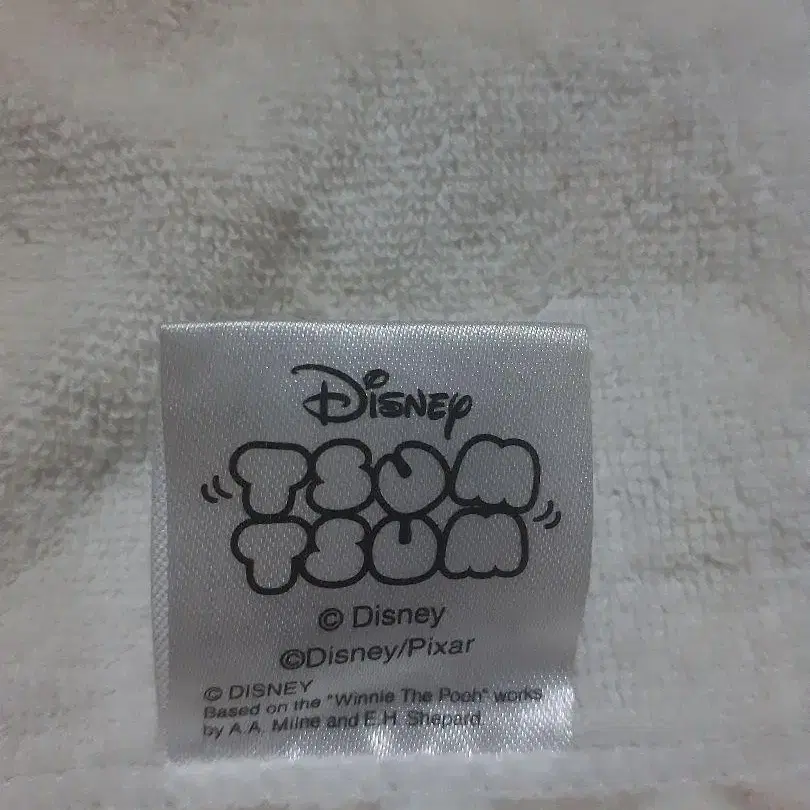 Disney
TSUM
TSUM
© Disney
©Disney/Pixar
© DISNEY
Based on the "Winnie The Pooh" works
by A.A. Milne and E.H. Shepard.